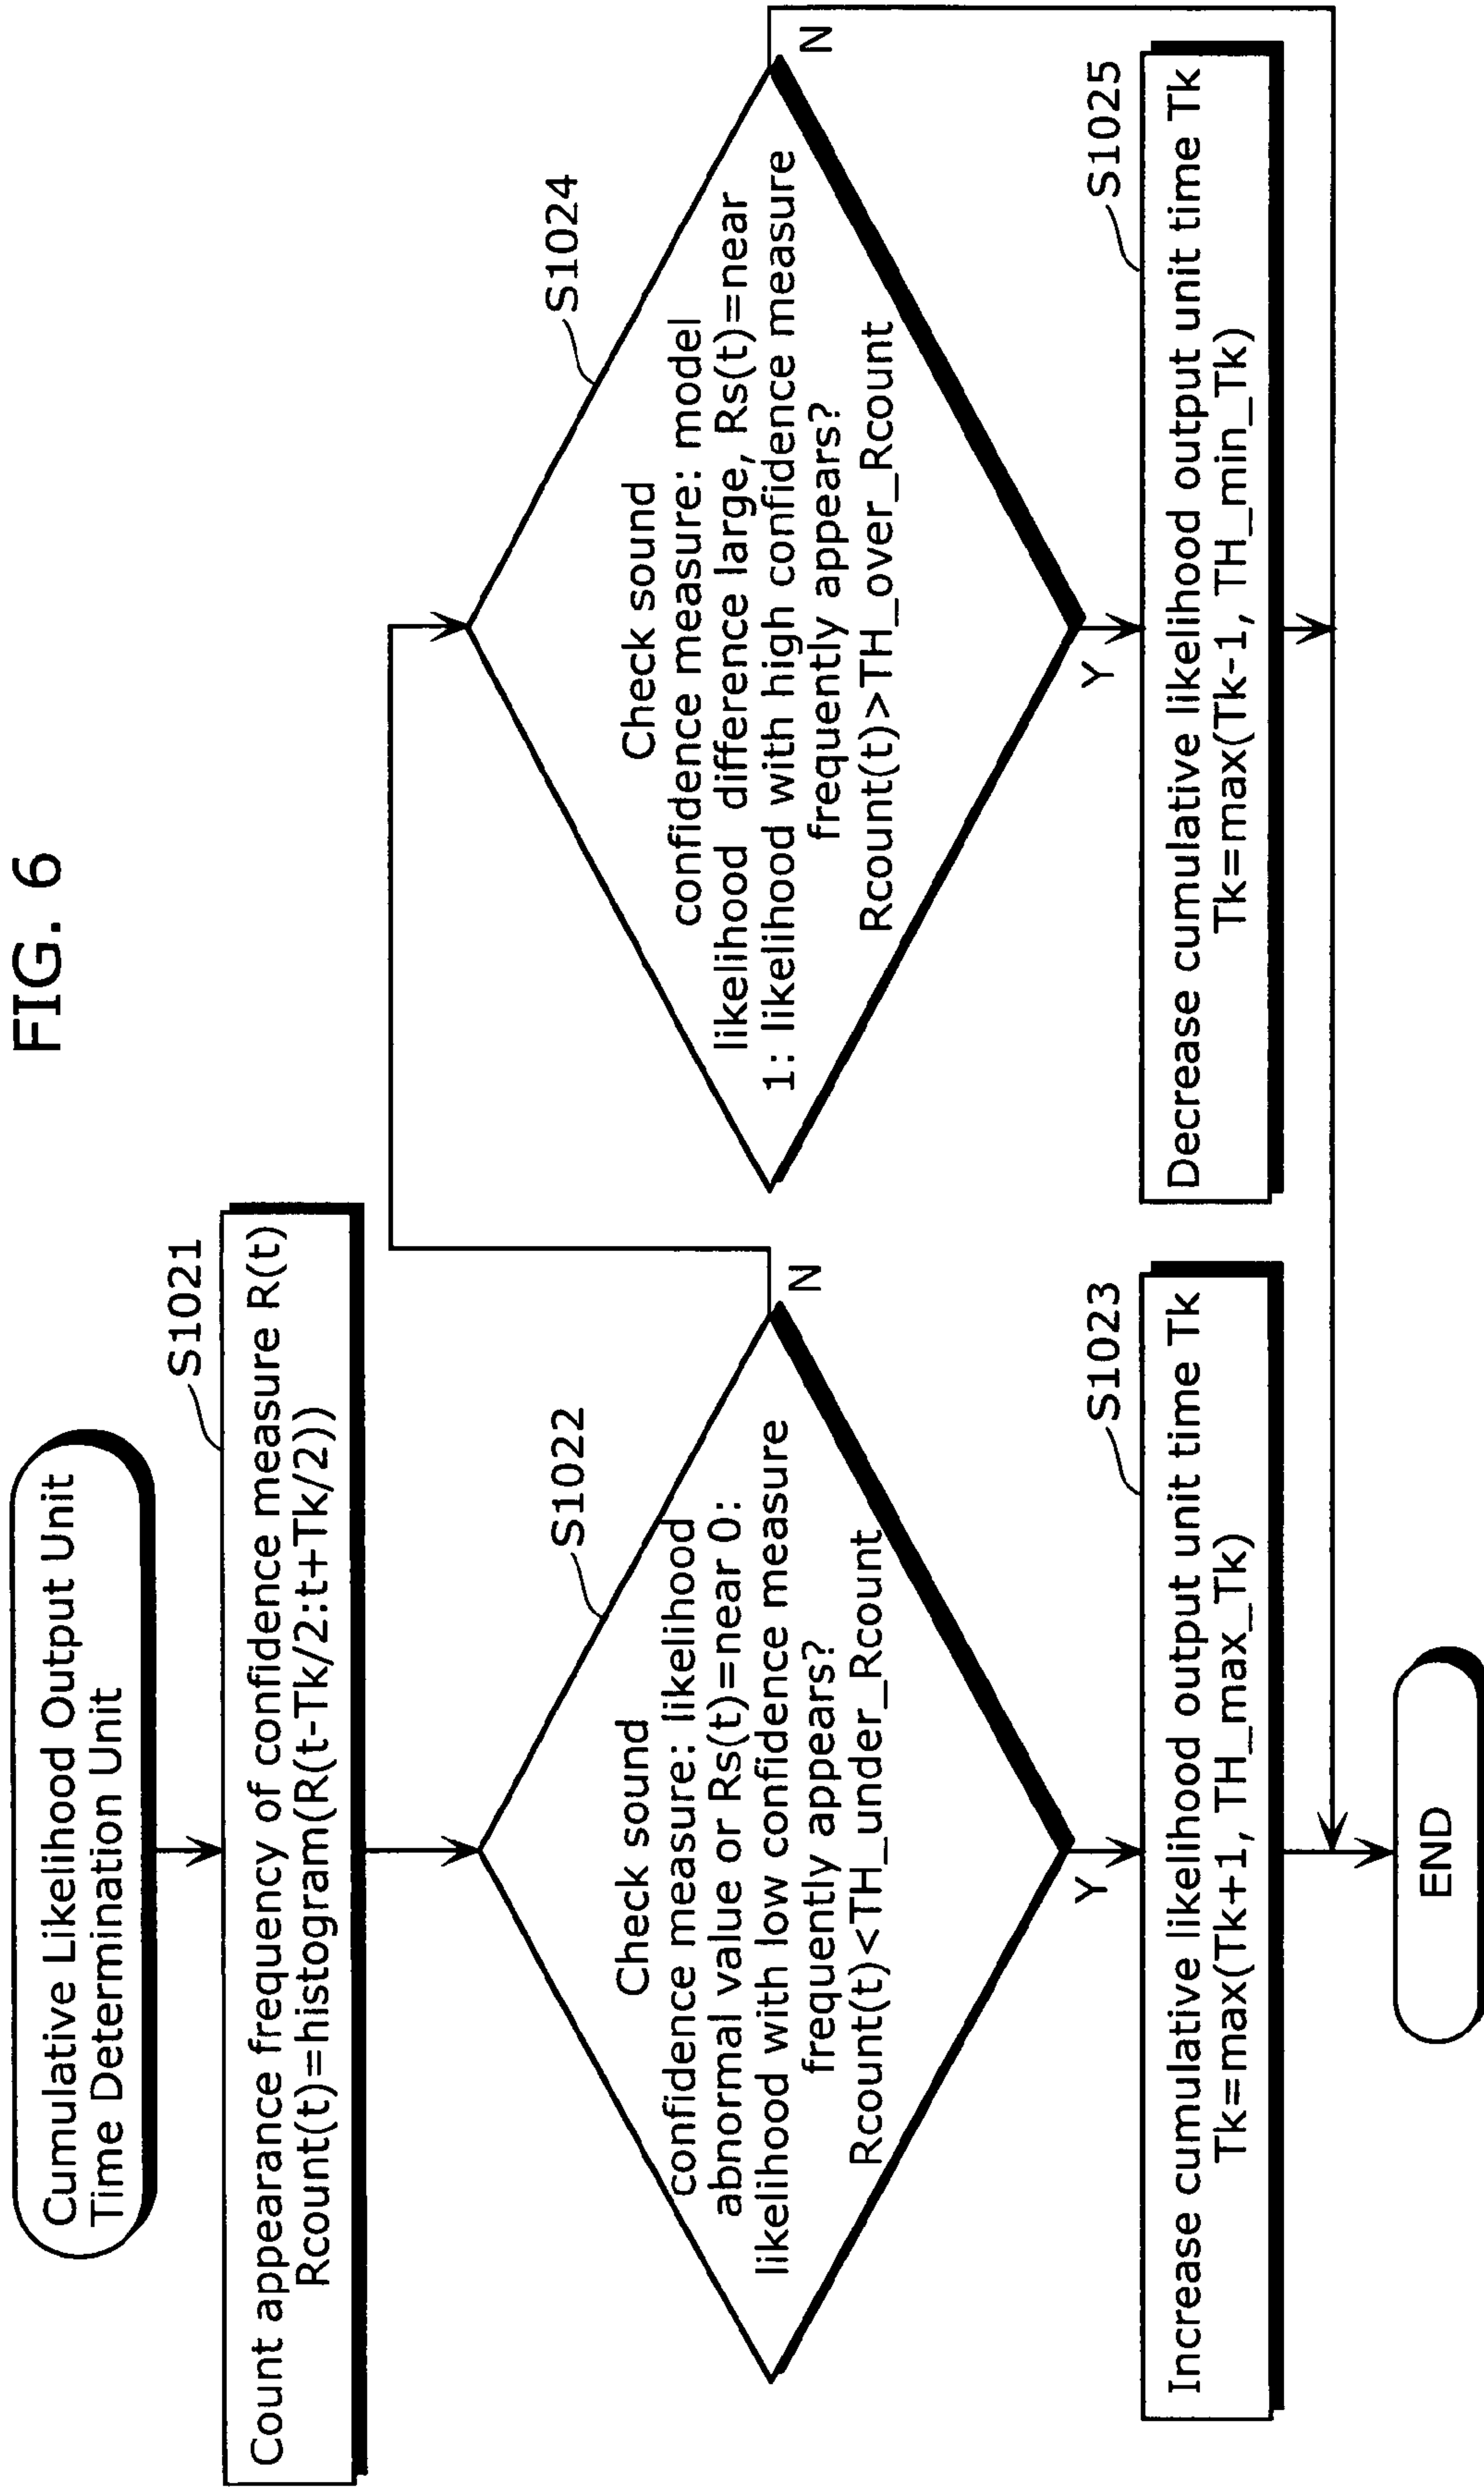 FIG. 6
Cumulative Likelihood Output Unit
Time Determination Unit
S1021
Count appearance frequency of confidence measure R(t)
Rcount(t)=histogram(R(t-Tk/2:t+Tk/2))
S1022
Check sound
confidence measure: likelihood
abnormal value or Rs(t)=near 0:
likelihood with low confidence measure
frequently appears?
Rcount(t)<TH_under_Rcount
N
Y
S1023
Increase cumulative likelihood output unit time Tk
Tk=max(Tk+1, TH_max_Tk)
S1024
Check sound
confidence measure: model
likelihood difference large, Rs(t)=near
1: likelihood with high confidence measure
frequently appears?
Rcount(t)>TH_over_Rcount
N
Y
S1025
Decrease cumulative likelihood output unit time Tk
Tk=max(Tk-1, TH_min_Tk)
END